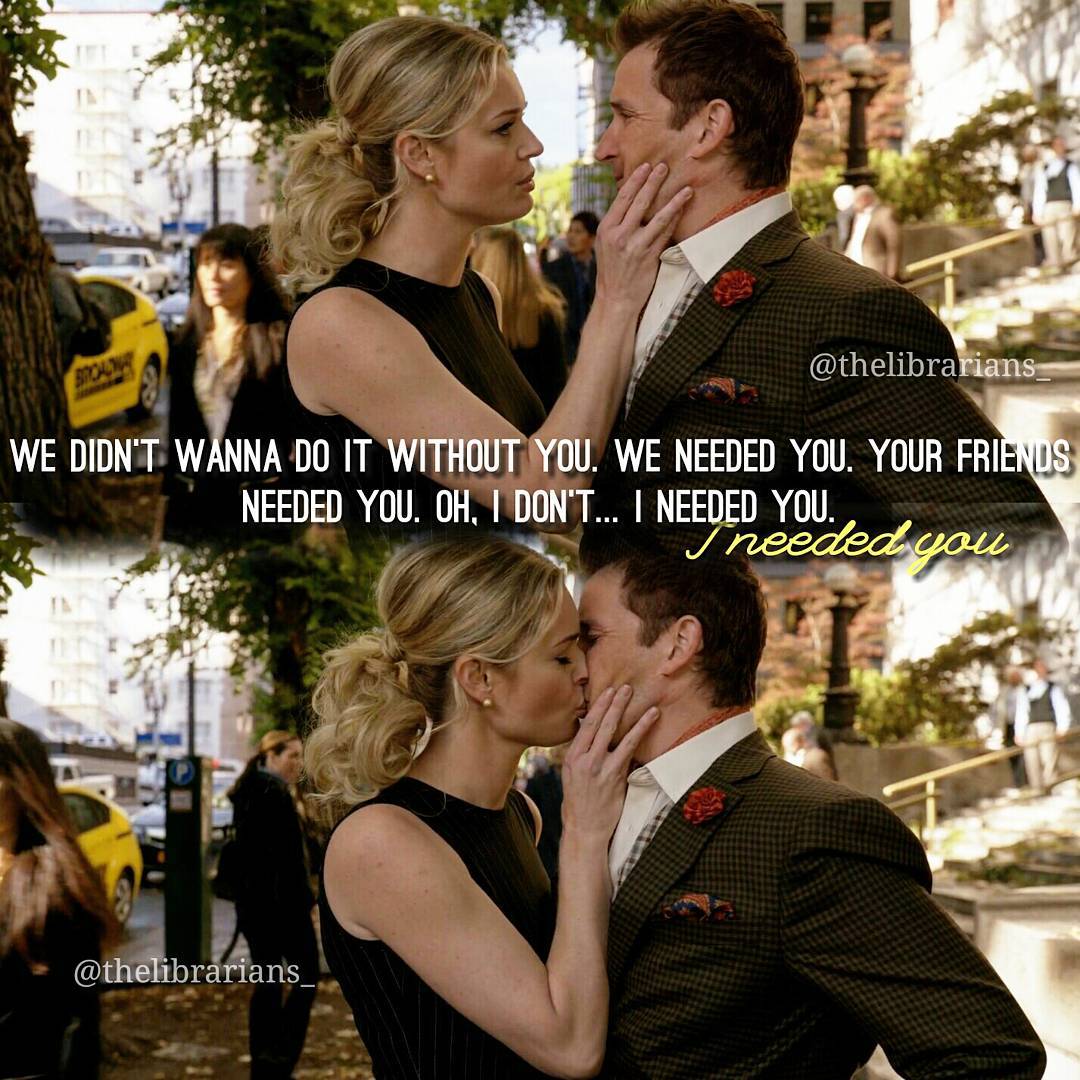 BROADWAY
@thelibrarians_
WE DIDN'T WANNA DO IT WITHOUT YOU. WE NEEDED YOU. YOUR FRIENDS
NEEDED YOU. OH, I DON'T... I NEEDED YOU.
I needed you
P
@thelibrarians_